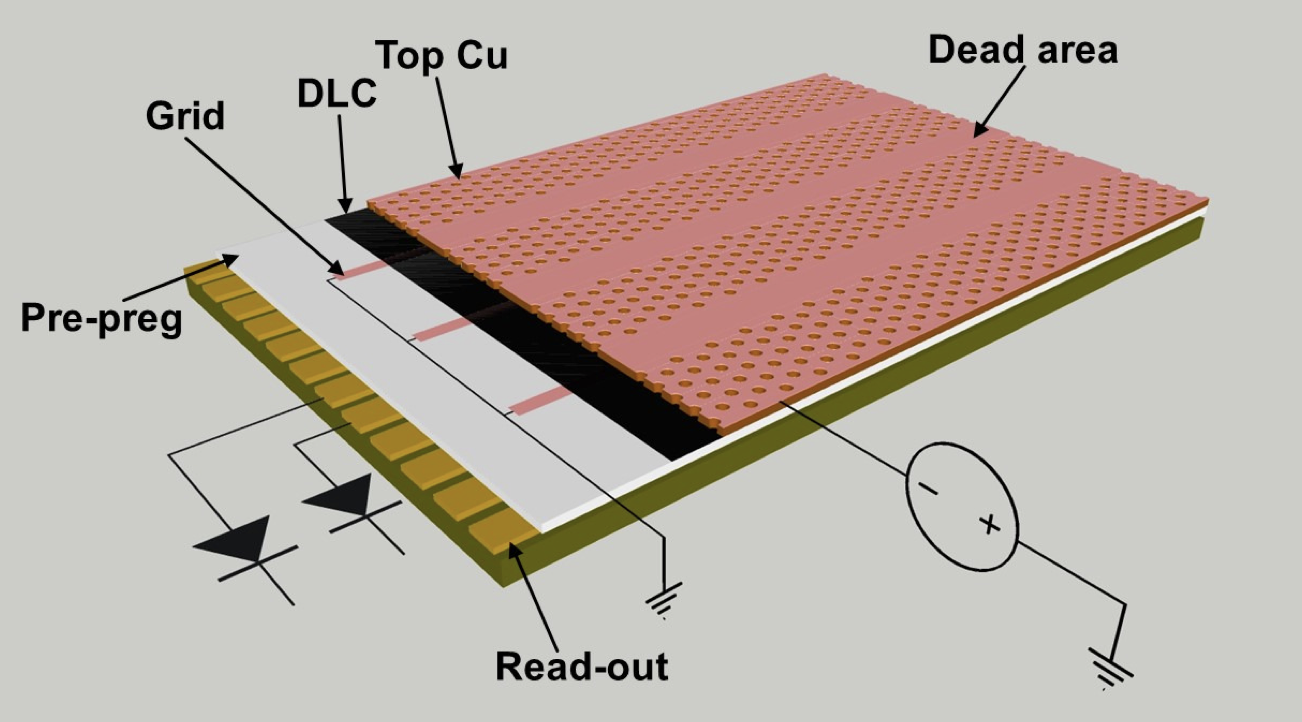 Top Cu
Dead area
DLC
Grid
Pre-preg
Read-out